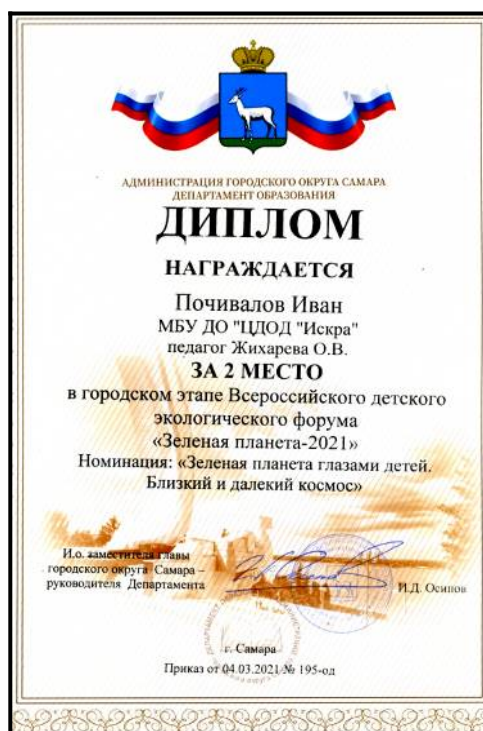 АДМИНИСТРАЦИЯ ГОРОДСКОГО ОКРУГА САМАРА
ДЕПАРТАМЕНТ ОБРАЗОВАНИЯ
ДИПЛОМ
НАГРАЖДАЕТСЯ
Почивалов Иван
МБУ ДО "ЦДОД "Искра"
педагог Жихарева О.В.
ЗА 2 МЕСТО
в городском этапе Всероссийского детского
экологического форума
«Зеленая планета-2021»
Номинация: «Зеленая планета глазами детей.
Близкий и далекий космос»
И.о. заместителя главы
городского округа Самара –
руководителя Департамента
И.Д. Осипов
г. Самара
Приказ от 04.03.2021 № 195-од